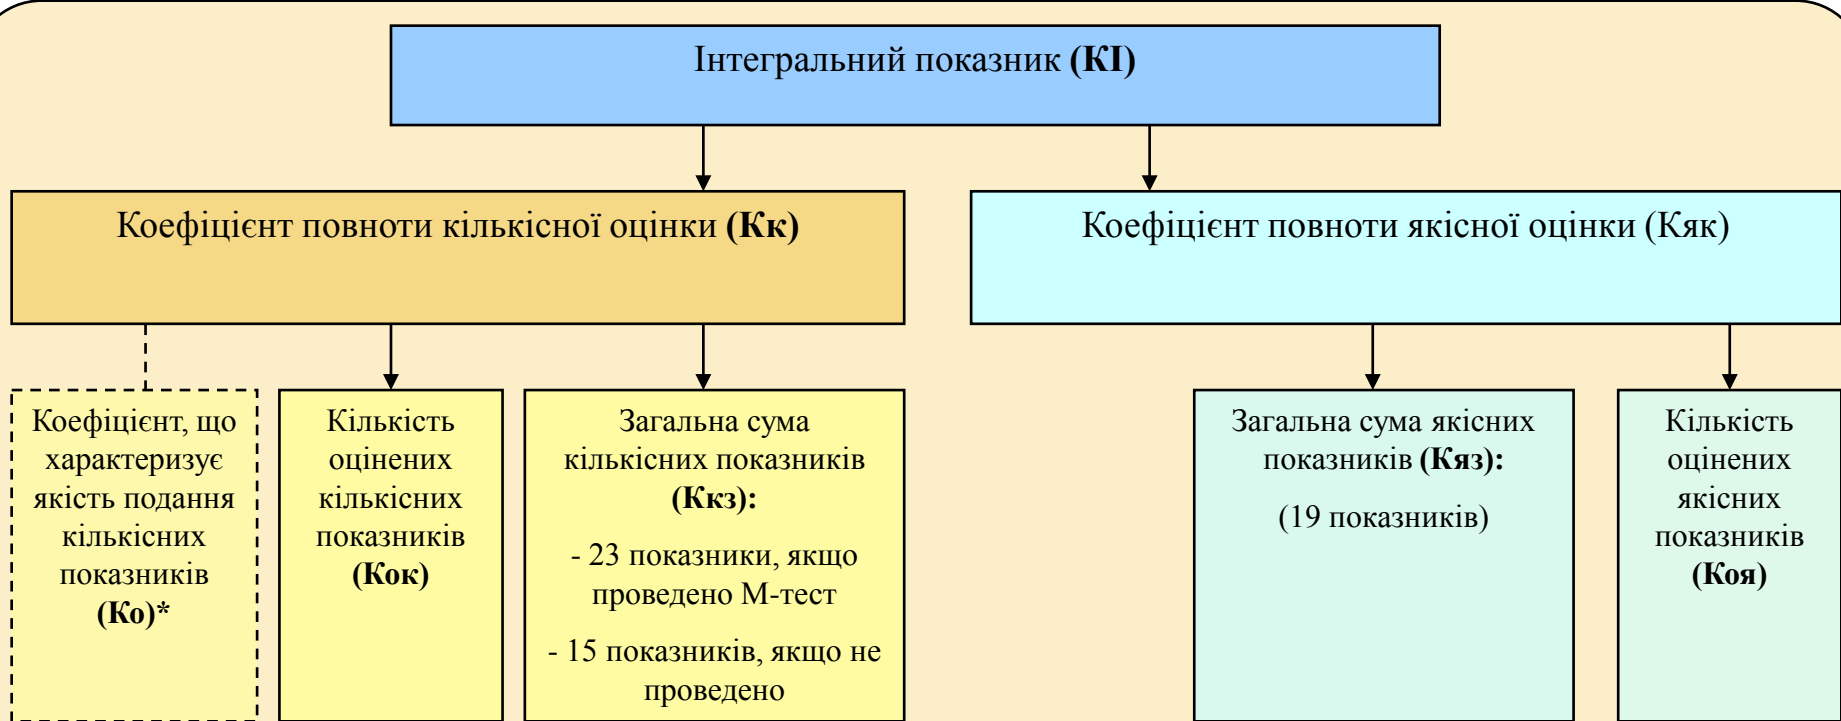 Інтегральний показник (КІ)
Коефіцієнт повноти кількісної оцінки (Кк)
Коефіцієнт повноти якісної оцінки (Кяк)
Коефіцієнт, що
характеризує
якість подання
кількісних
показників
(Ко)*
Кількість
оцінених
кількісних
показників
(Кок)
Загальна сума
кількісних показників
(Ккз):
- 23 показники, якщо
проведено М-тест
- 15 показників, якщо не
проведено
Загальна сума якісних
показників (Кяз):
(19 показників)
Кількість
оцінених
якісних
показників
(Коя)